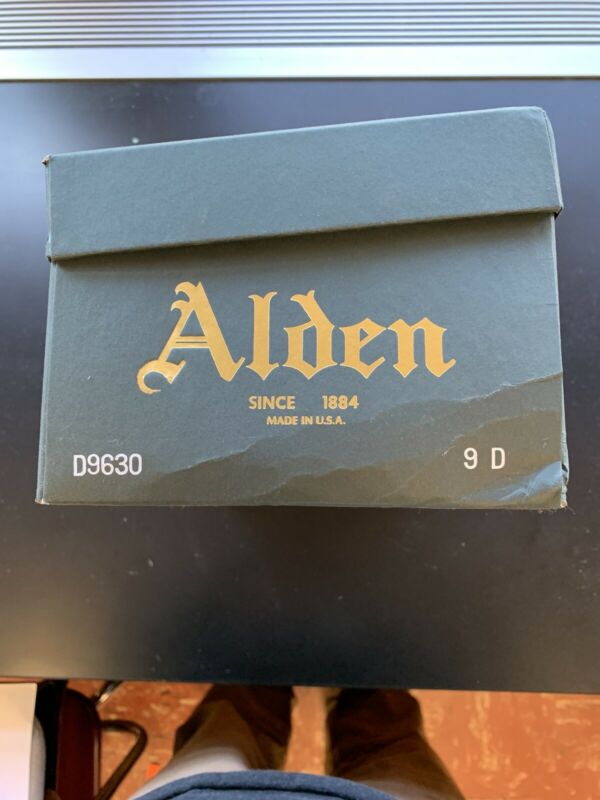 Alden
SINCE 1884
MADE IN U.S.A.
D9630 9 D